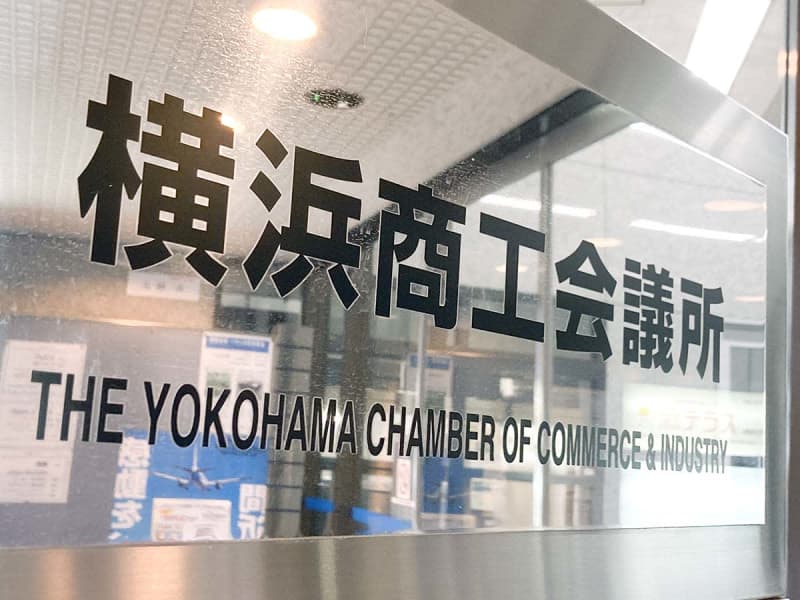 横浜商工会議所
THE YOKOHAMA CHAMBER OF COMMERCE & INDUSTRY